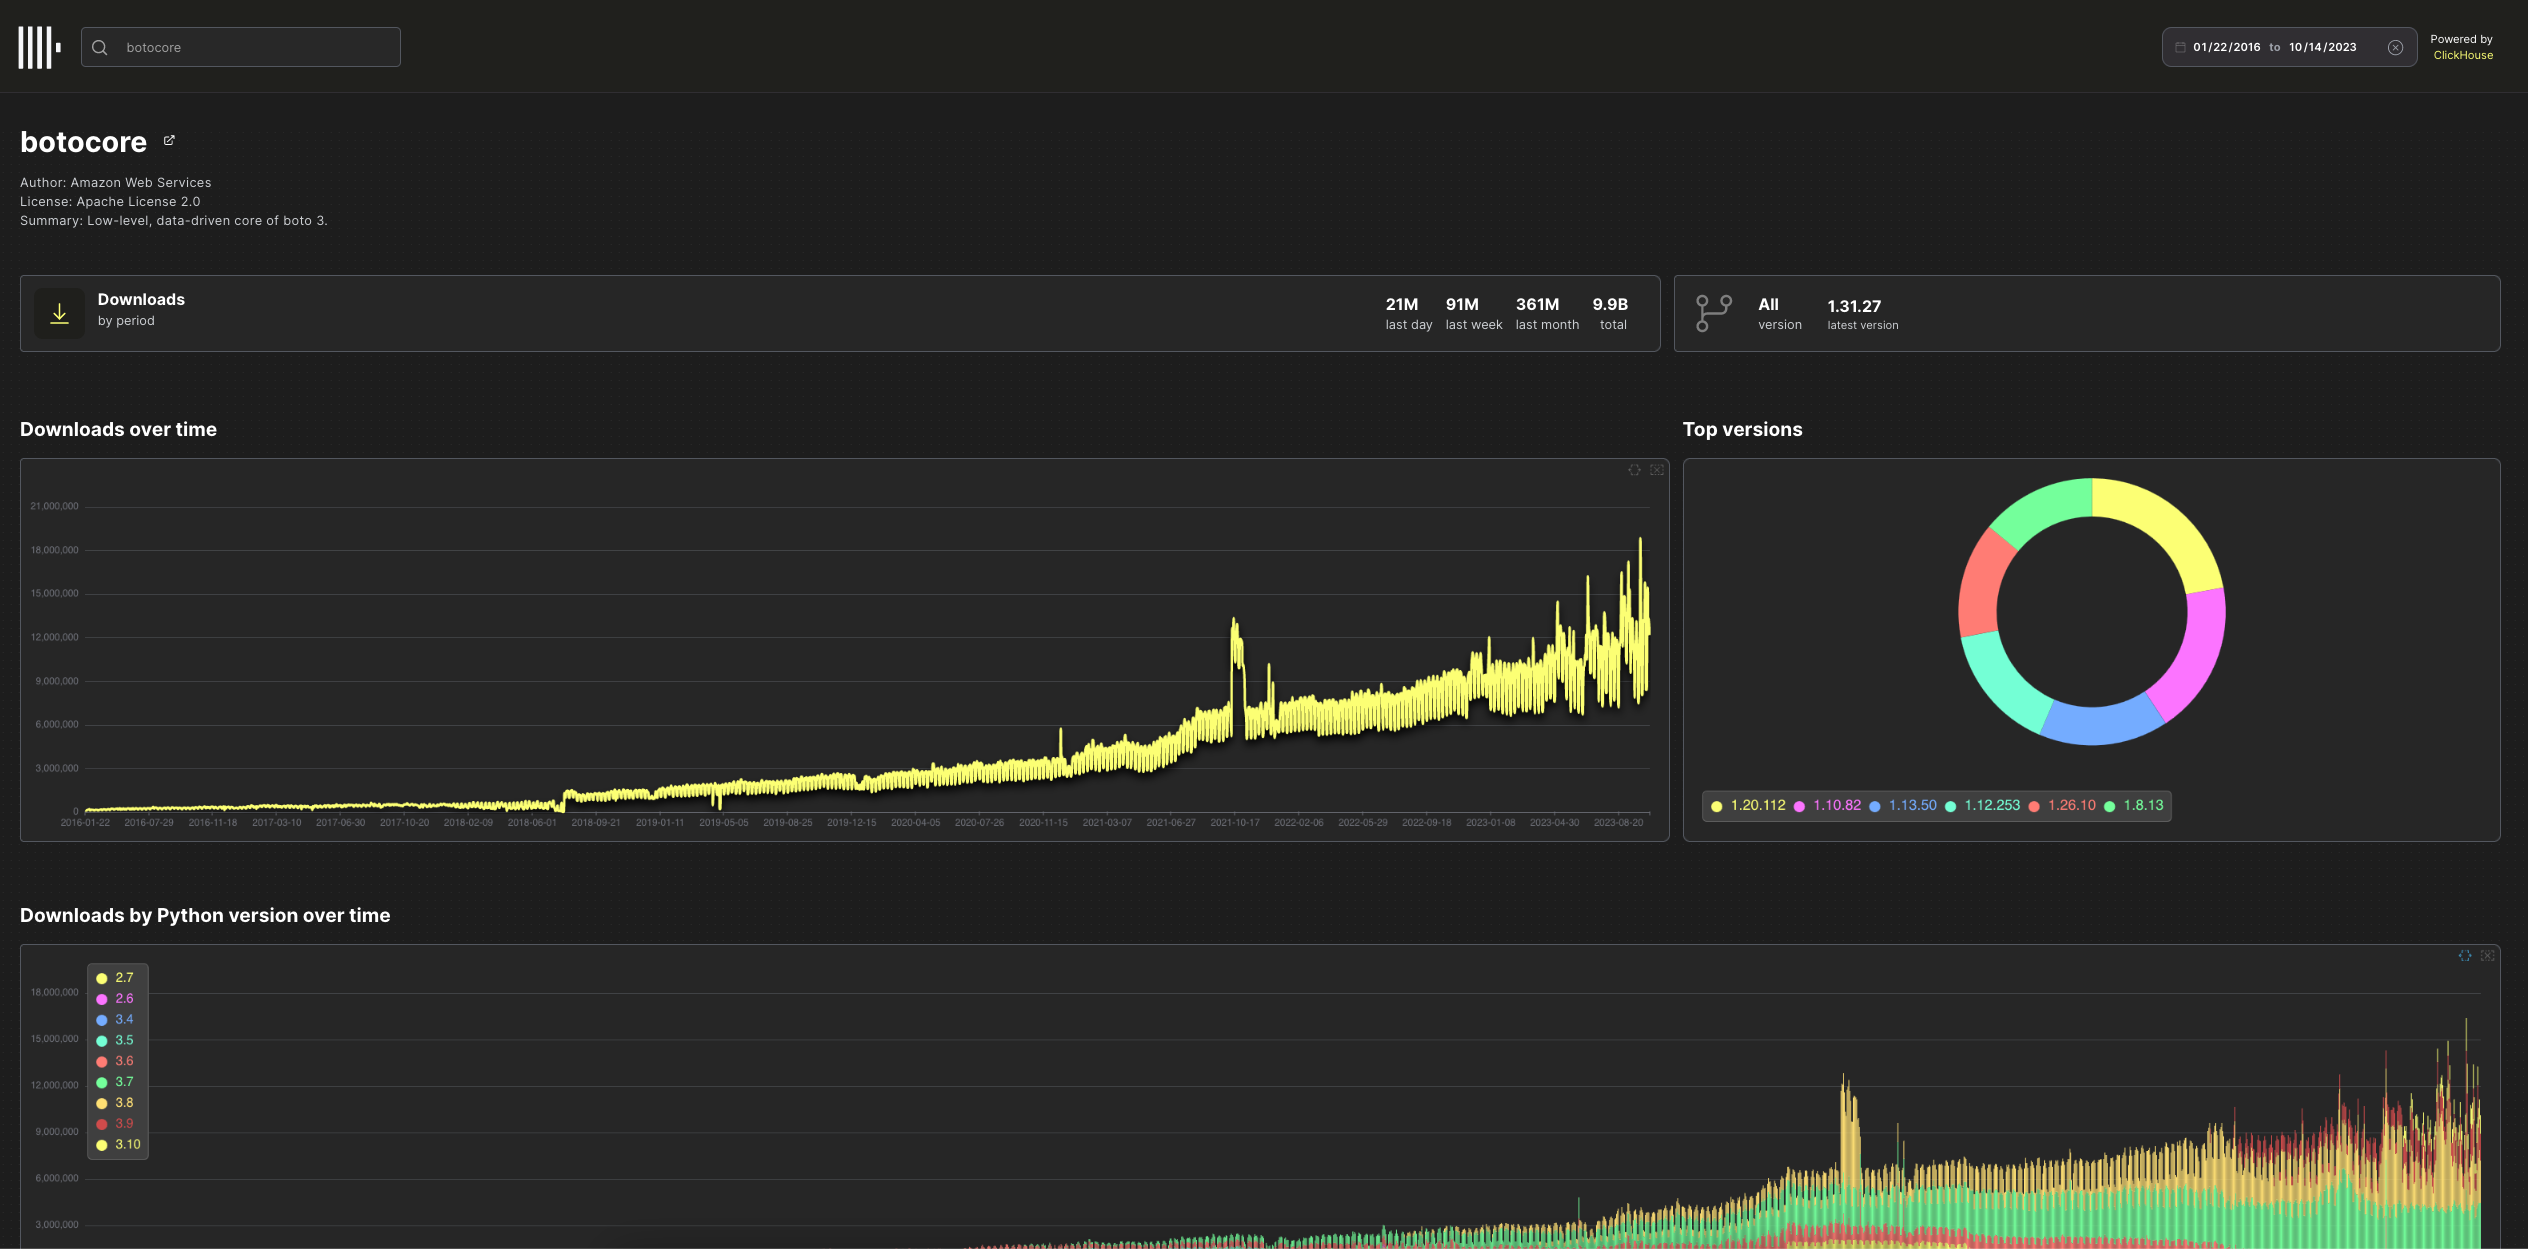 botocore
01/22/2016 to 10/14/2023
Powered by
ClickHouse
botocore
Author: Amazon Web Services
License: Apache License 2.0
Summary: Low-level, data-driven core of boto 3.
Downloads
by period
21M 91M 361M 9.9B
last day last week last month total
All 1.31.27
version latest version
Downloads over time
21,000,000
18,000,000
15,000,000
12,000,000
9,000,000
6,000,000
3,000,000
0
2016-01-22 2016-07-29 2016-11-18 2017-03-10 2017-06-30 2017-10-20 2018-02-09 2018-06-01 2018-09-21 2019-01-11 2019-05-05 2019-08-25 2019-12-15 2020-04-05 2020-07-26 2020-11-15 2021-03-07 2021-06-27 2021-10-17 2022-02-06 2022-05-29 2022-09-18 2023-01-08 2023-04-30 2023-08-20
Top versions
1.20.112 1.10.82 1.13.50 1.12.253 1.26.10 1.8.13
Downloads by Python version over time
2.7
2.6
3.4
3.5
3.6
3.7
3.8
3.9
3.10
18,000,000
15,000,000
12,000,000
9,000,000
6,000,000
3,000,000